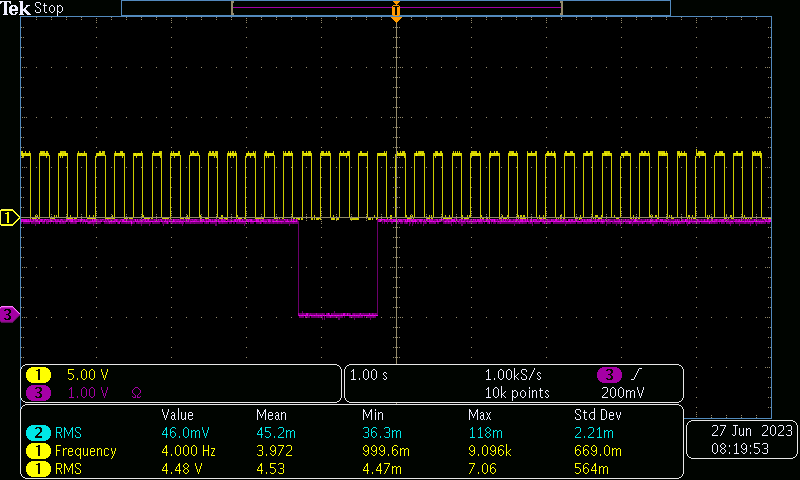 Tek Stop
T
1
3
1 5.00 V
3 1.00 V Ω
1.00 s 1.00kS/s 3
10k points 200mV
Value Mean Min Max Std Dev
2 RMS 46.0mV 45.2m 36.3m 118m 2.21m
1 Frequency 4.000 Hz 3.972 999.6m 9.096k 669.0m
1 RMS 4.48 V 4.53 4.47m 7.06 564m
27 Jun 2023
08:19:53